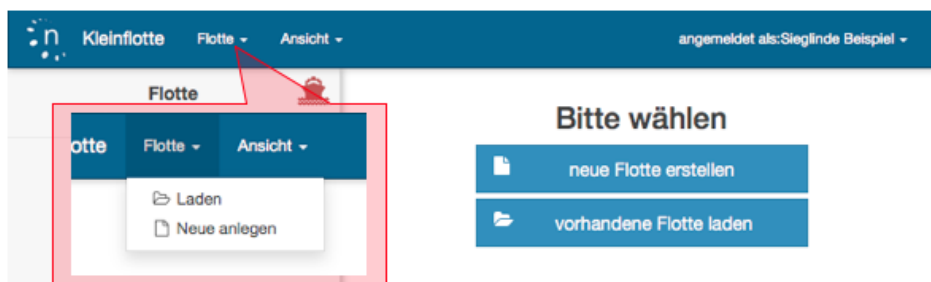 n Kleinflotte Flotte Ansicht angemeldet als:Sieglinde Beispiel
Flotte
otte Flotte Ansicht
Laden
Neue anlegen
Bitte wählen
neue Flotte erstellen
vorhandene Flotte laden